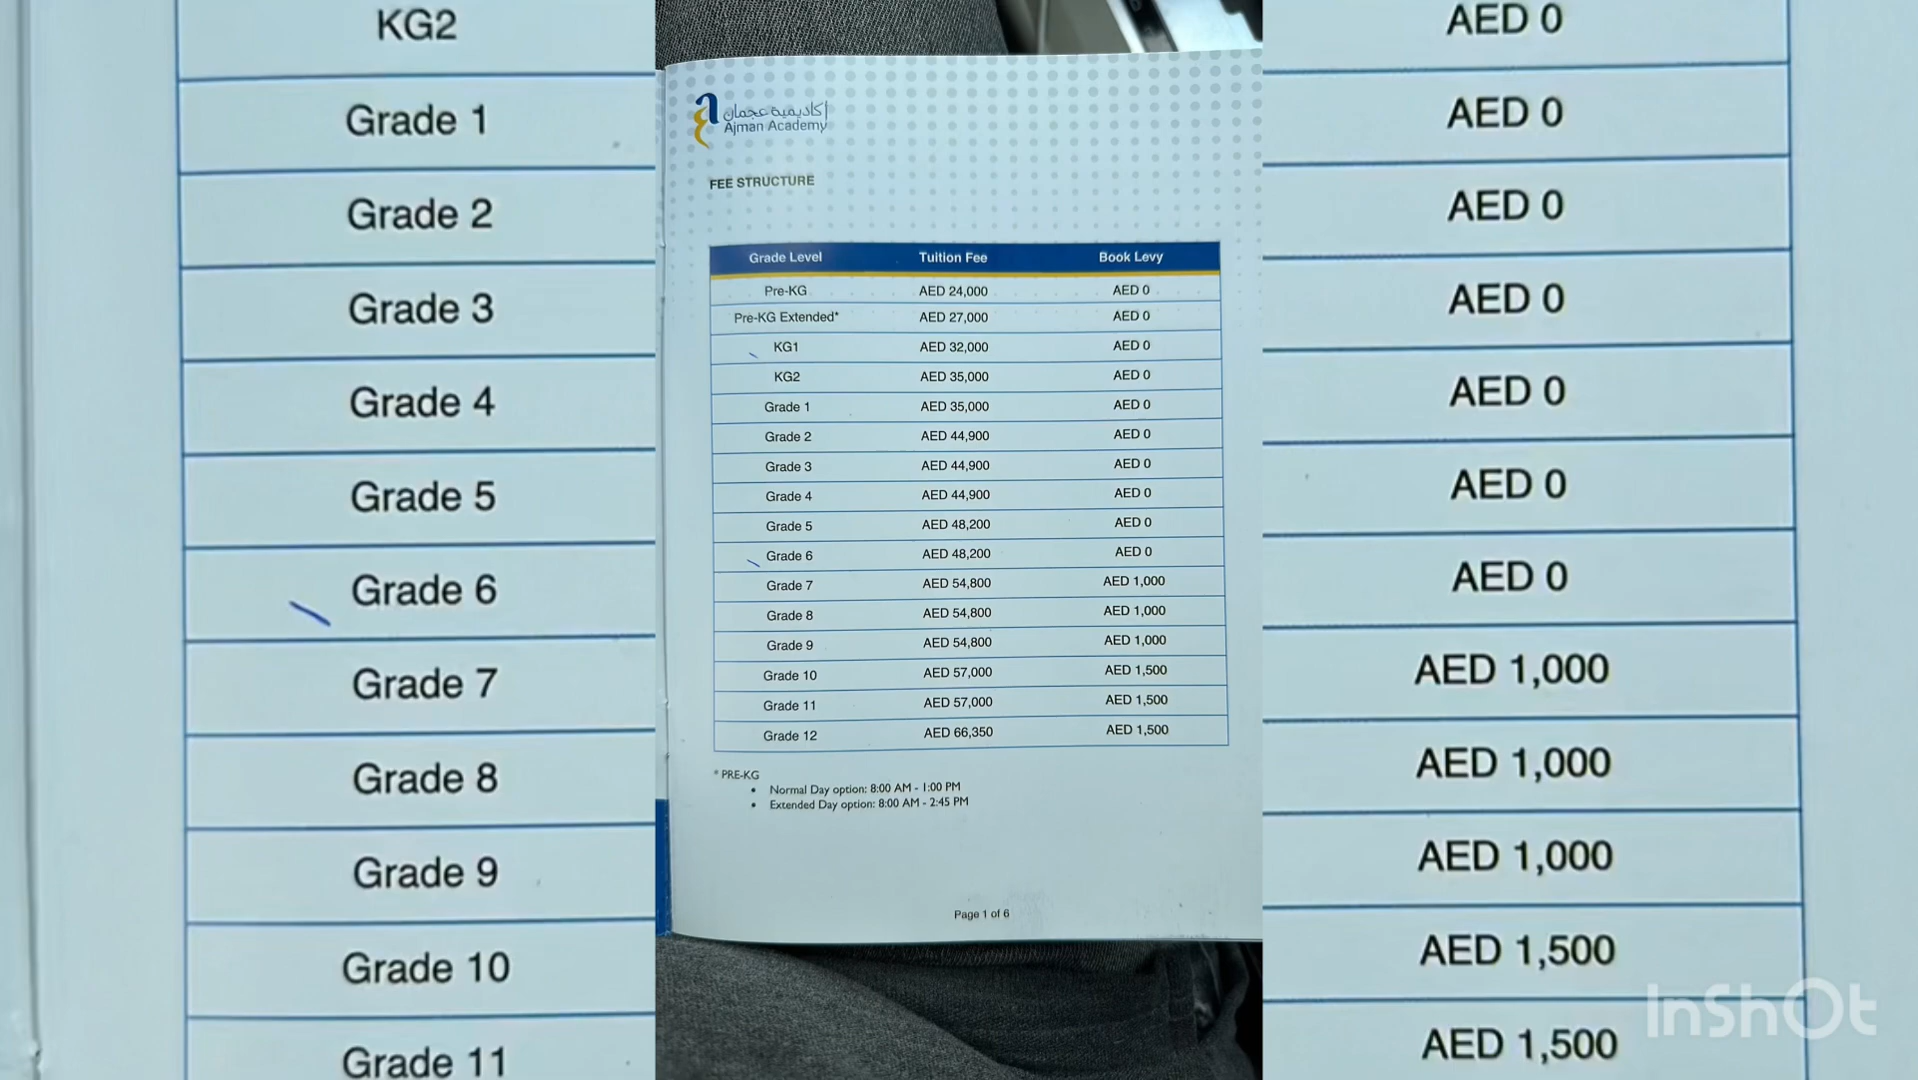 اكاديمية عجمان
Ajman Academy
FEE STRUCTURE
Grade Level Tuition Fee Book Levy
Pre-KG AED 24,000 AED 0
Pre-KG Extended* AED 27,000 AED 0
KG1 AED 32,000 AED 0
KG2 AED 35,000 AED 0
Grade 1 AED 35,000 AED 0
Grade 2 AED 44,900 AED 0
Grade 3 AED 44,900 AED 0
Grade 4 AED 44,900 AED 0
Grade 5 AED 48,200 AED 0
Grade 6 AED 48,200 AED 0
Grade 7 AED 54,800 AED 1,000
Grade 8 AED 54,800 AED 1,000
Grade 9 AED 54,800 AED 1,000
Grade 10 AED 57,000 AED 1,500
Grade 11 AED 57,000 AED 1,500
Grade 12 AED 66,350 AED 1,500
* PRE-KG
• Normal Day option: 8:00 AM - 1:00 PM
• Extended Day option: 8:00 AM - 2:45 PM
Page 1 of 6
KG2 AED 0
Grade 1 AED 0
Grade 2 AED 0
Grade 3 AED 0
Grade 4 AED 0
Grade 5 AED 0
Grade 6 AED 0
Grade 7 AED 1,000
Grade 8 AED 1,000
Grade 9 AED 1,000
Grade 10 AED 1,500
Grade 11 AED 1,500
InShOt